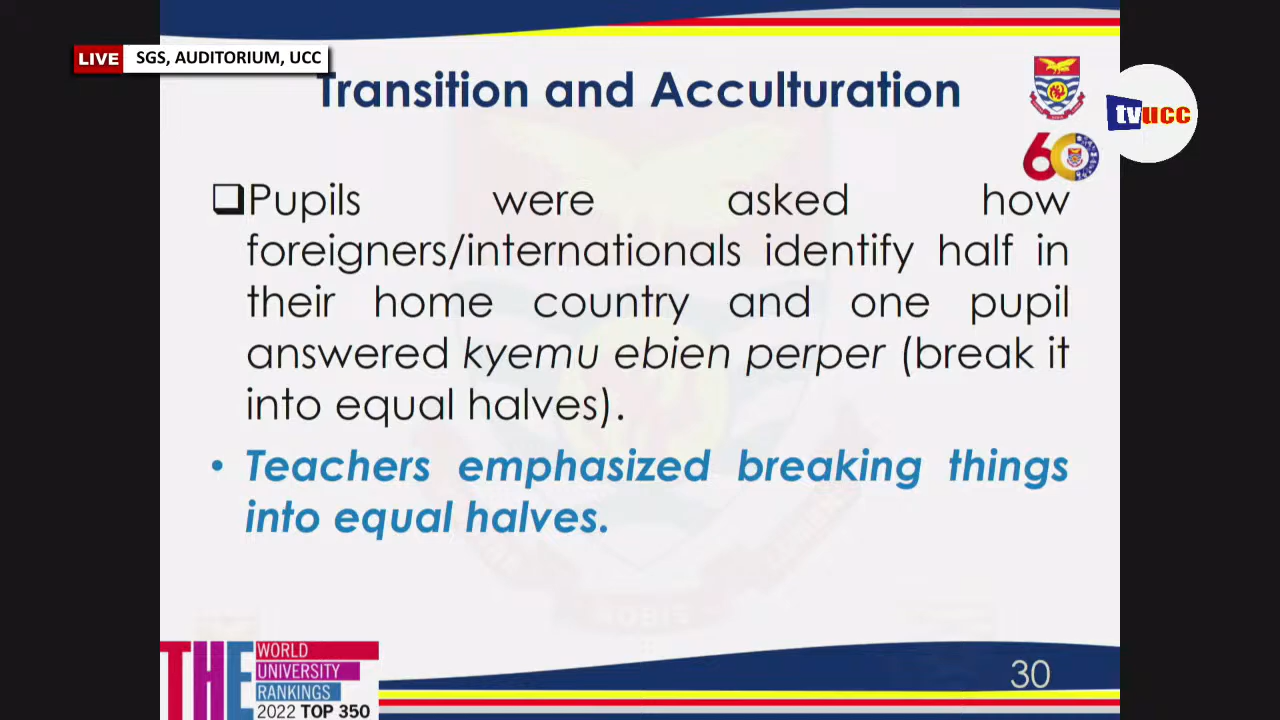 LIVE SGS, AUDITORIUM, UCC
Transition and Acculturation
tvucc
60
Pupils were asked how
foreigners/internationals identify half in
their home country and one pupil
answered kyemu ebien perper (break it
into equal halves).
• Teachers emphasized breaking things
into equal halves.
THE
WORLD
UNIVERSITY
RANKINGS
2022 TOP 350
30